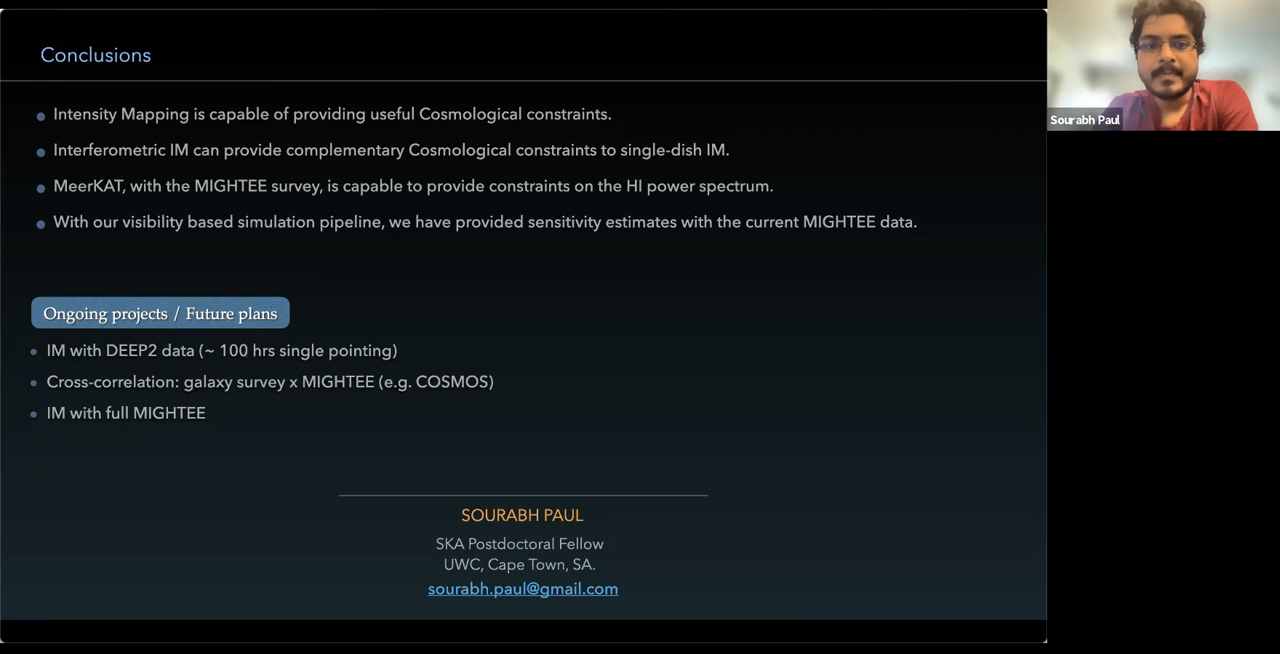 Conclusions
Intensity Mapping is capable of providing useful Cosmological constraints.
Interferometric IM can provide complementary Cosmological constraints to single-dish IM.
MeerKAT, with the MIGHTEE survey, is capable to provide constraints on the HI power spectrum.
With our visibility based simulation pipeline, we have provided sensitivity estimates with the current MIGHTEE data.
Ongoing projects / Future plans
IM with DEEP2 data (~ 100 hrs single pointing)
Cross-correlation: galaxy survey x MIGHTEE (e.g. COSMOS)
IM with full MIGHTEE
SOURABH PAUL
SKA Postdoctoral Fellow
UWC, Cape Town, SA.
sourabh.paul@gmail.com
Sourabh Paul